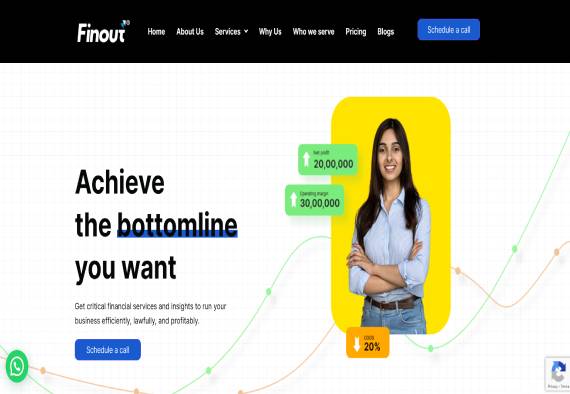 Finout
Home
About Us
Services
Why Us
Who we serve
Pricing
Blogs
Schedule a call
Achieve
the bottomline
you want
Get critical financial services and insights to run your
business efficiently, lawfully, and profitably.
Schedule a call
Net profit
20,00,000
Operating margin
30,00,000
COGS
20%
Privacy - Terms